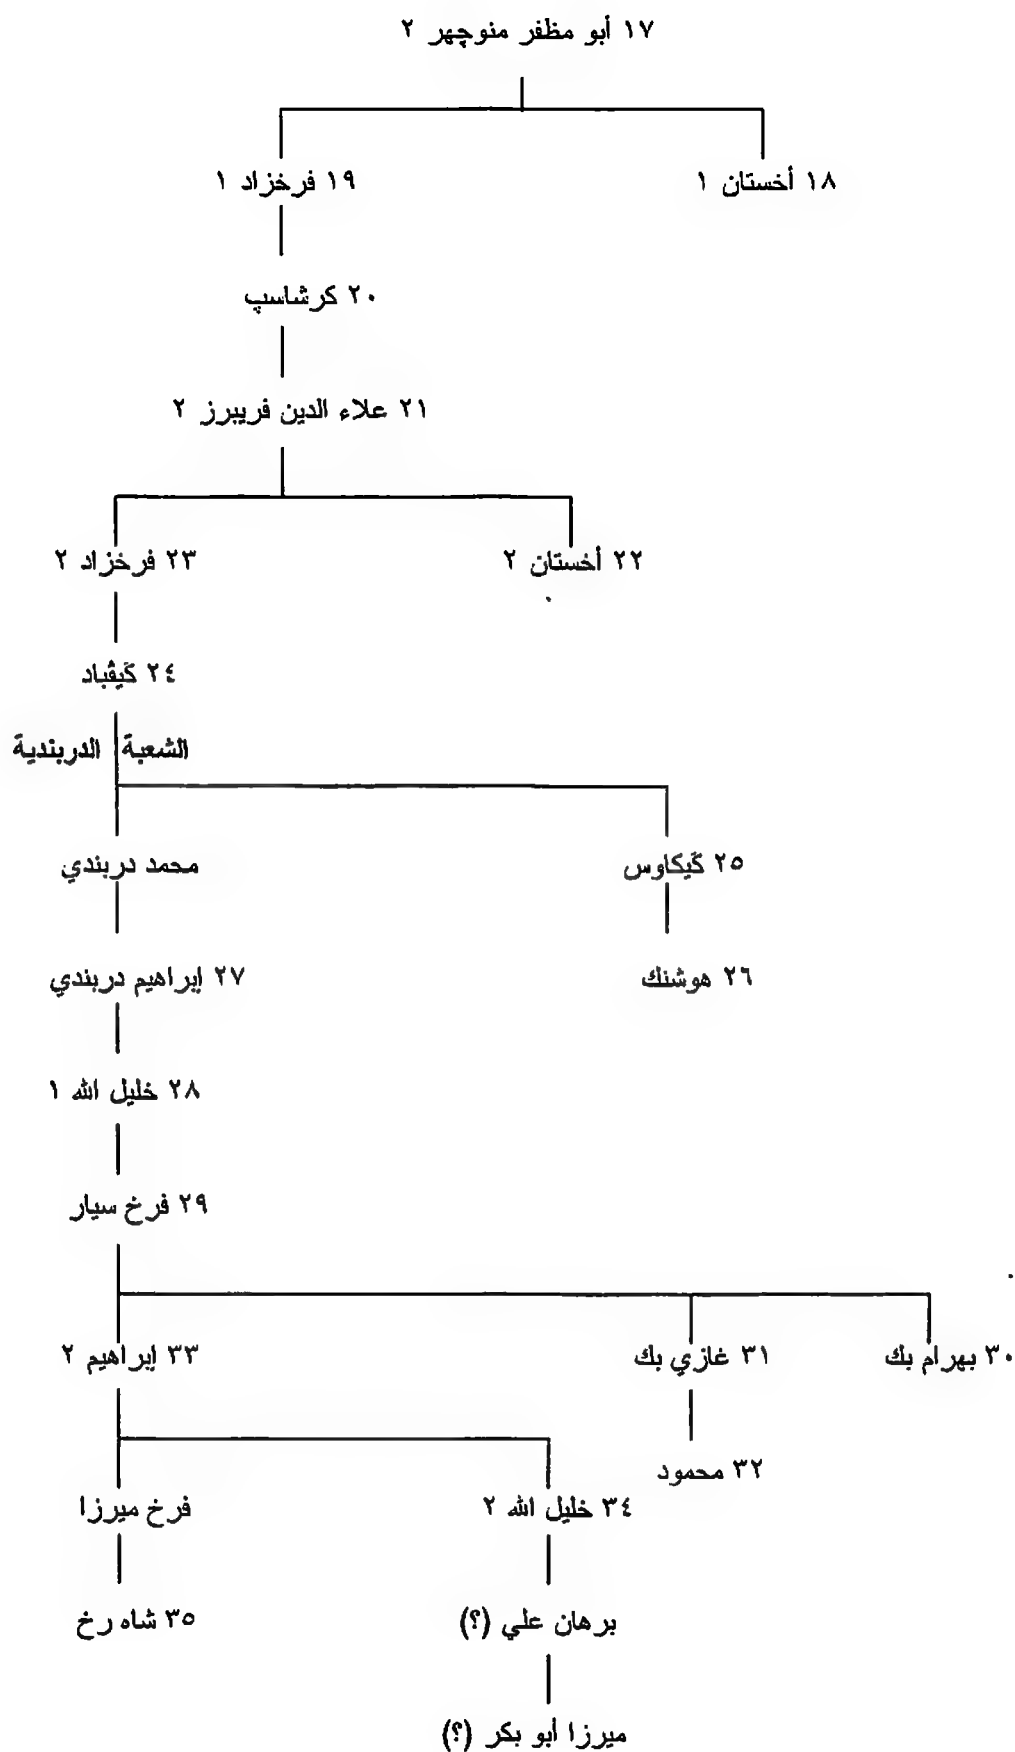 ١٧ أبو مظفر منوچهر ٢
١٨ أخستان ١
١٩ فرخزاد ١
٢٠ كرشاسپ
٢١ علاء الدين فريبرز ٢
٢٢ أخستان ٢
٢٣ فرخزاد ٢
٢٤ كَيقُباد
الشعبة الدربندية
٢٥ كَيكاوس
محمد دربندي
٢٦ هوشنك
٢٧ إبراهيم دربندي
٢٨ خليل الله ١
٢٩ فرخ سيار
٣٠ بهرام بك
٣١ غازي بك
٣٣ إبراهيم ٢
٣٢ محمود
٣٤ خليل الله ٢
فرخ ميرزا
برهان علي (؟)
٣٥ شاه رخ
ميرزا أبو بكر (؟)